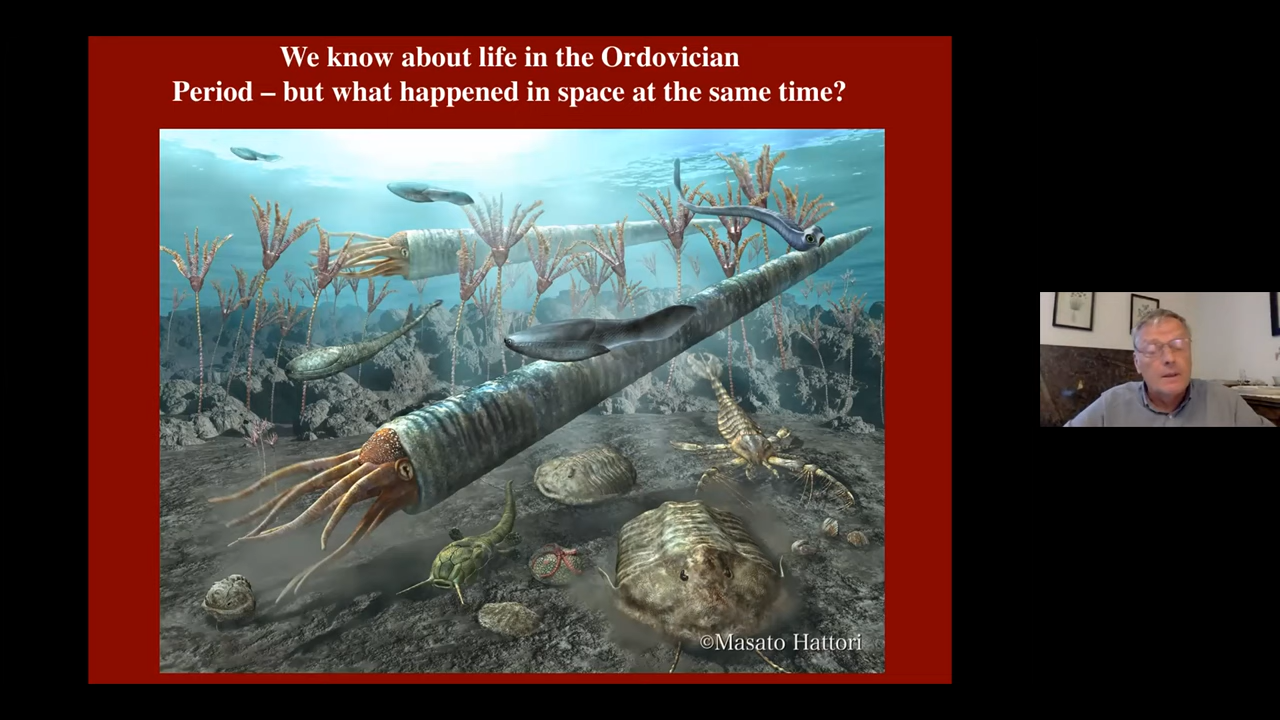 We know about life in the Ordovician
Period – but what happened in space at the same time?
©Masato Hattori